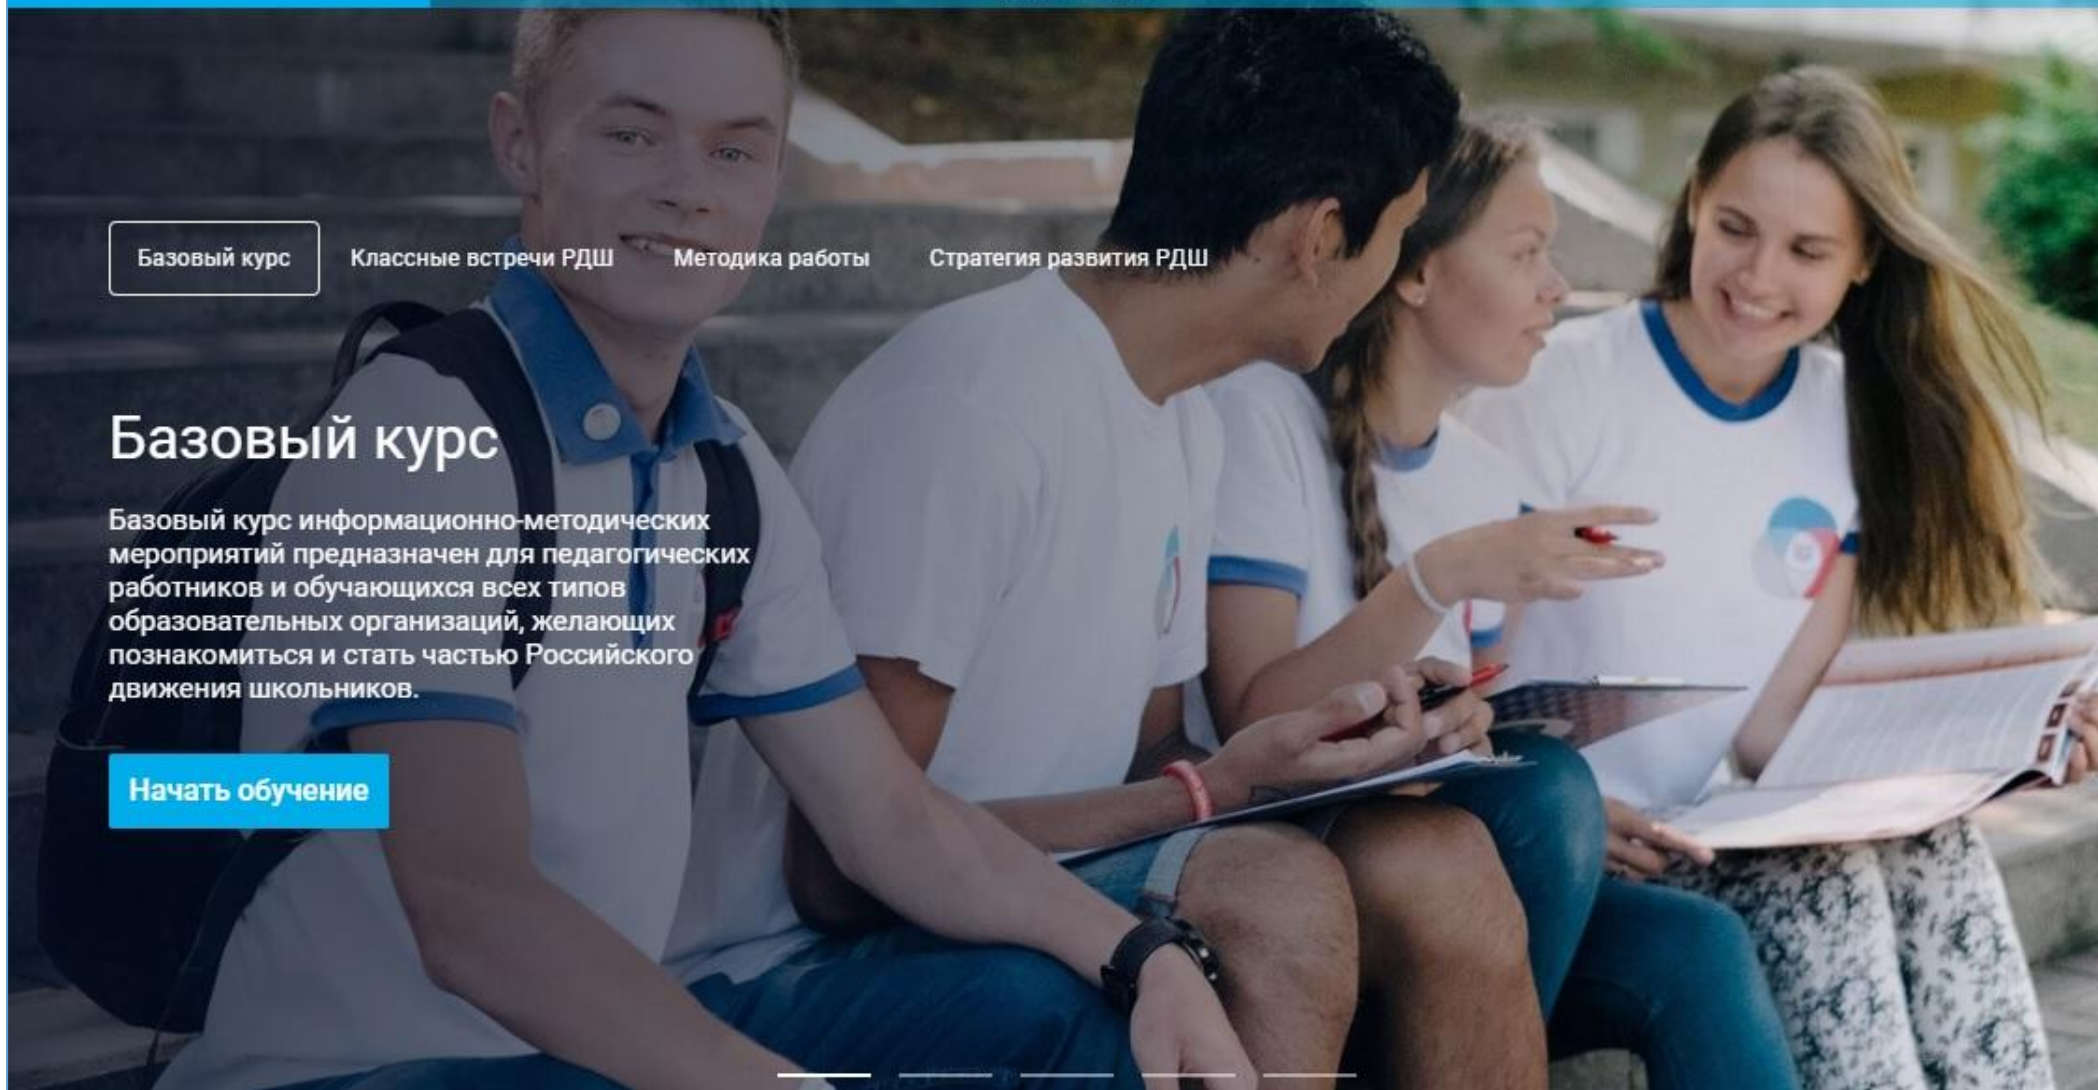 Базовый курс Классные встречи РДШ Методика работы Стратегия развития РДШ
Базовый курс
Базовый курс информационно-методических
мероприятий предназначен для педагогических
работников и обучающихся всех типов
образовательных организаций, желающих
познакомиться и стать частью Российского
движения школьников.
Начать обучение